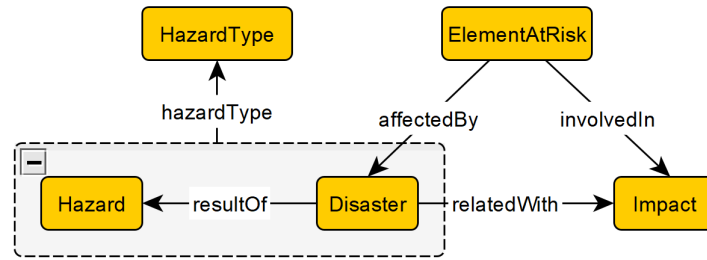 HazardType
ElementAtRisk
hazardType
affectedBy
involvedIn
Hazard
resultOf
Disaster
relatedWith
Impact